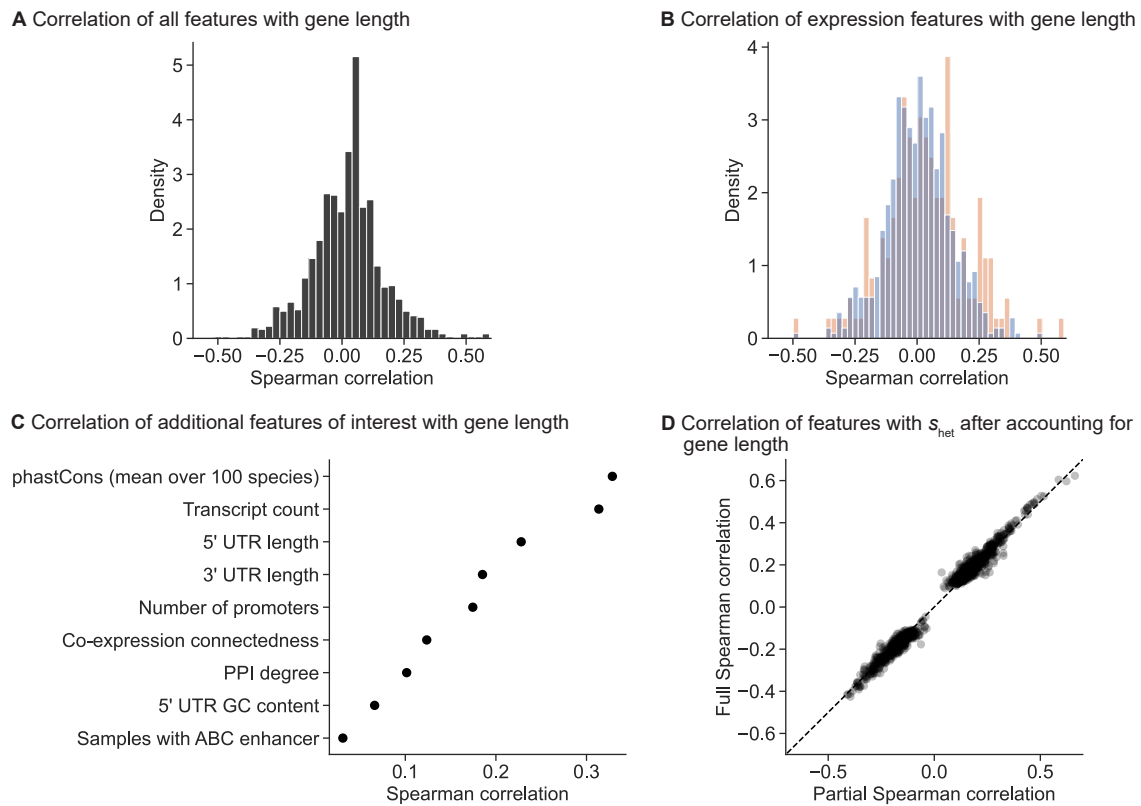 A Correlation of all features with gene length
5
4
3
2
1
0
Density
−0.50
−0.25
0.00
0.25
0.50
Spearman correlation
B Correlation of expression features with gene length
4
3
2
1
0
Density
−0.50
−0.25
0.00
0.25
0.50
Spearman correlation
C Correlation of additional features of interest with gene length
phastCons (mean over 100 species)
Transcript count
5' UTR length
3' UTR length
Number of promoters
Co-expression connectedness
PPI degree
5' UTR GC content
Samples with ABC enhancer
0.1
0.2
0.3
Spearman correlation
D Correlation of features with shet after accounting for
gene length
0.6
0.4
0.2
0.0
−0.2
−0.4
−0.6
Full Spearman correlation
−0.5
0.0
0.5
Partial Spearman correlation